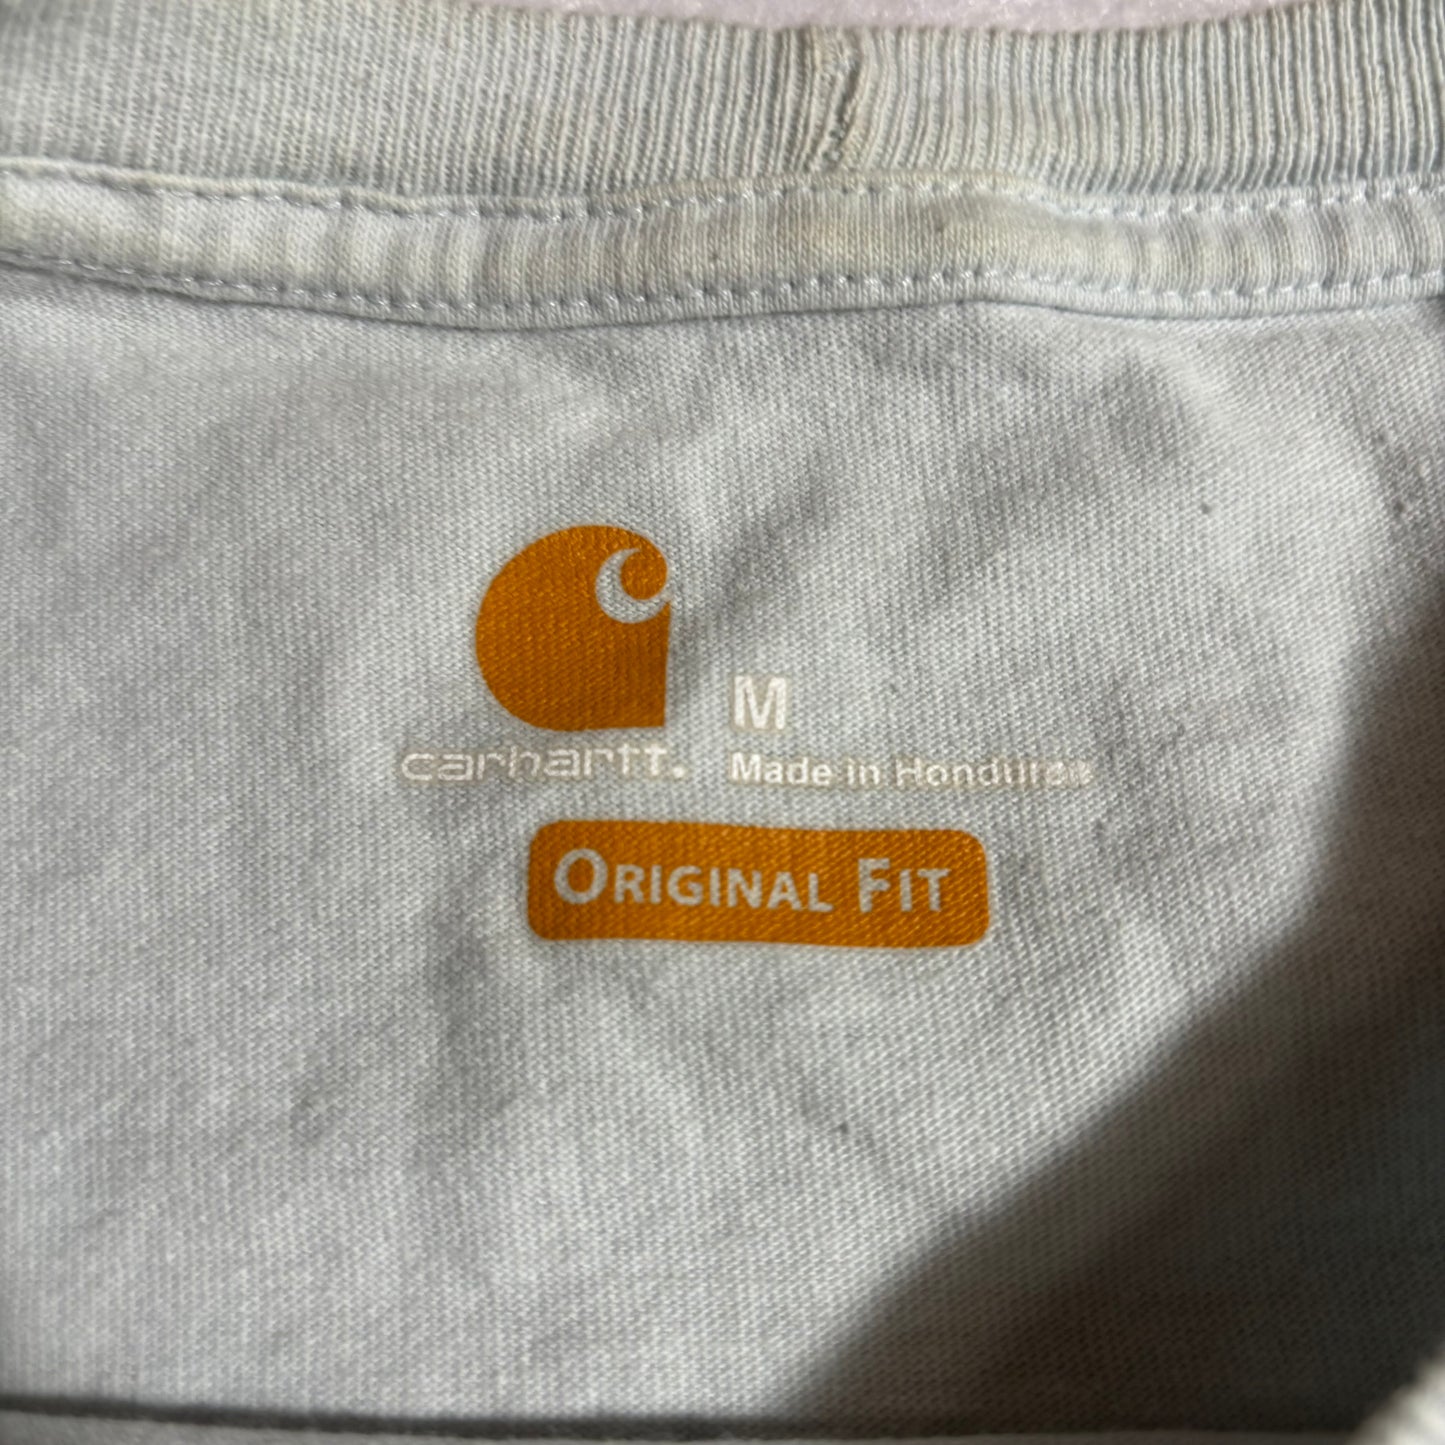 M
carhartt.
Made in Honduras
ORIGINAL FIT